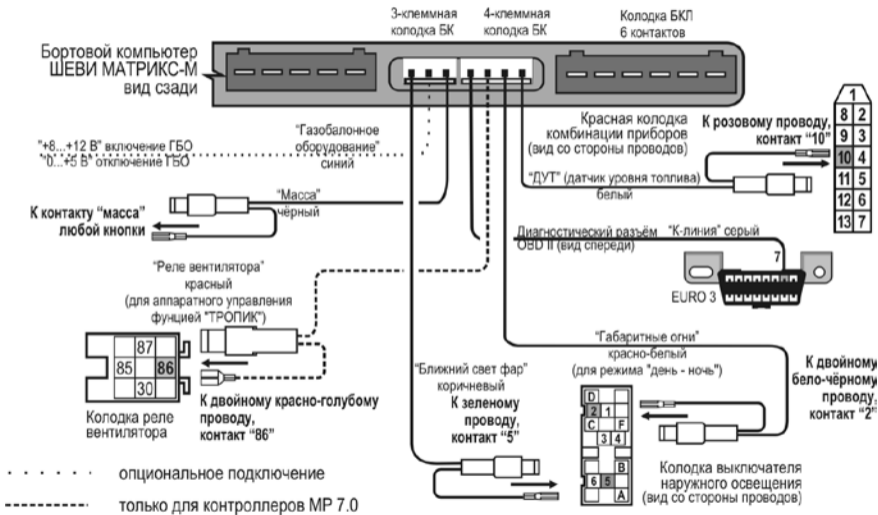 3-клеммная
колодка БК
4-клеммная
колодка БК
Колодка БКЛ
6 контактов
Бортовой компьютер
ШЕВИ МАТРИКС-М
вид сзади
"+8...+12 В" включение ГБО
"0...+5 В" отключение ГБО
"Газобалонное
оборудование"
синий
Красная колодка
комбинации приборов
(вид со стороны проводов)
К розовому проводу,
контакт "10"
1
8 2
9 3
10 4
11 5
12 6
13 7
"Масса"
чёрный
К контакту "масса"
любой кнопки
"ДУТ" (датчик уровня топлива)
белый
Диагностический разъём
OBD II (вид спереди)
"К-линия" серый
7
EURO 3
"Реле вентилятора"
красный
(для аппаратного управления
фунцией "ТРОПИК")
87
85 86
30
Колодка реле
вентилятора
К двойному красно-голубому
проводу,
контакт "86"
"Габаритные огни"
красно-белый
(для режима "день - ночь")
"Ближний свет фар"
коричневый
К зеленому
проводу,
контакт "5"
К двойному
бело-чёрному
проводу,
контакт "2"
D
2 1
C F
3 4
B
6 5
A
Колодка выключателя
наружного освещения
(вид со стороны проводов)
опциональное подключение
только для контроллеров МР 7.0